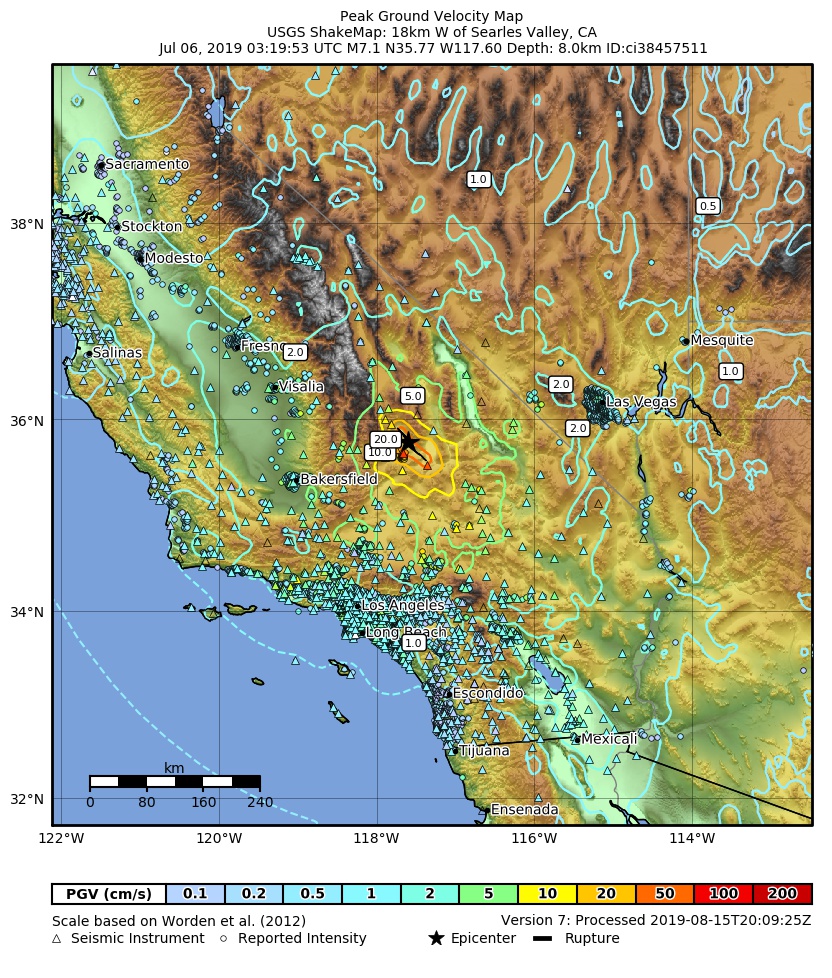 Peak Ground Velocity Map
USGS ShakeMap: 18km W of Searles Valley, CA
Jul 06, 2019 03:19:53 UTC M7.1 N35.77 W117.60 Depth: 8.0km ID:ci38457511
Sacramento
1.0
0.5
38°N
Stockton
Modesto
Mesquite
Salinas
Fresno
2.0
1.0
Visalia
5.0
2.0
Las Vegas
36°N
2.0
20.0
10.0
Bakersfield
34°N
Los Angeles
Long Beach
1.0
Escondido
Mexicali
Tijuana
km
0 80 160 240
32°N
Ensenada
122°W 120°W 118°W 116°W 114°W
PGV (cm/s) 0.1 0.2 0.5 1 2 5 10 20 50 100 200
Scale based on Worden et al. (2012) Version 7: Processed 2019-08-15T20:09:25Z
Seismic Instrument Reported Intensity Epicenter Rupture